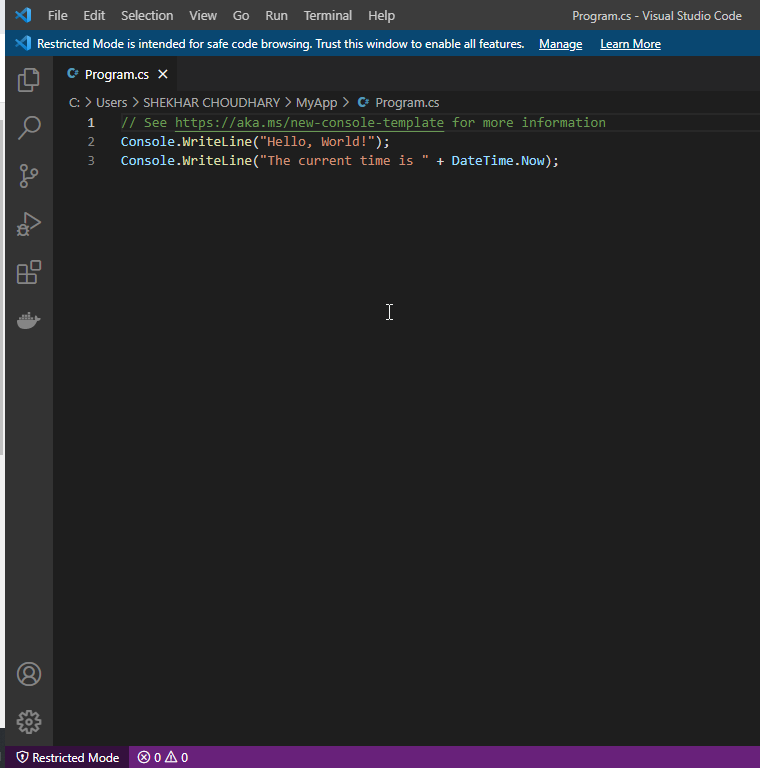 File Edit Selection View Go Run Terminal Help Program.cs - Visual Studio Code
Restricted Mode is intended for safe code browsing. Trust this window to enable all features. Manage Learn More
C# Program.cs
C: > Users > SHEKHAR CHOUDHARY > MyApp > C# Program.cs
1 // See https://aka.ms/new-console-template for more information
2 Console.WriteLine("Hello, World!");
3 Console.WriteLine("The current time is " + DateTime.Now);
Restricted Mode 0 0